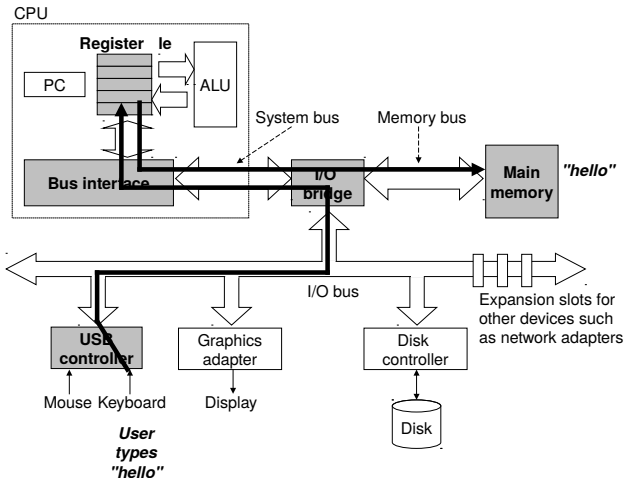 CPU
Register le
PC
ALU
System bus
Memory bus
Bus interface
I/O
bridge
Main
memory
"hello"
I/O bus
Expansion slots for
other devices such
as network adapters
USB
controller
Graphics
adapter
Disk
controller
Mouse Keyboard
Display
Disk
User
types
"hello"